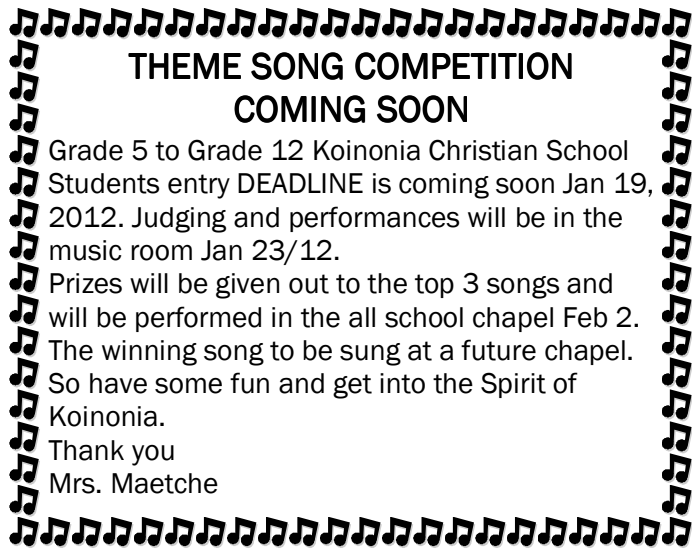 THEME SONG COMPETITION
COMING SOON
Grade 5 to Grade 12 Koinonia Christian School
Students entry DEADLINE is coming soon Jan 19,
2012. Judging and performances will be in the
music room Jan 23/12.
Prizes will be given out to the top 3 songs and
will be performed in the all school chapel Feb 2.
The winning song to be sung at a future chapel.
So have some fun and get into the Spirit of
Koinonia.
Thank you
Mrs. Maetche